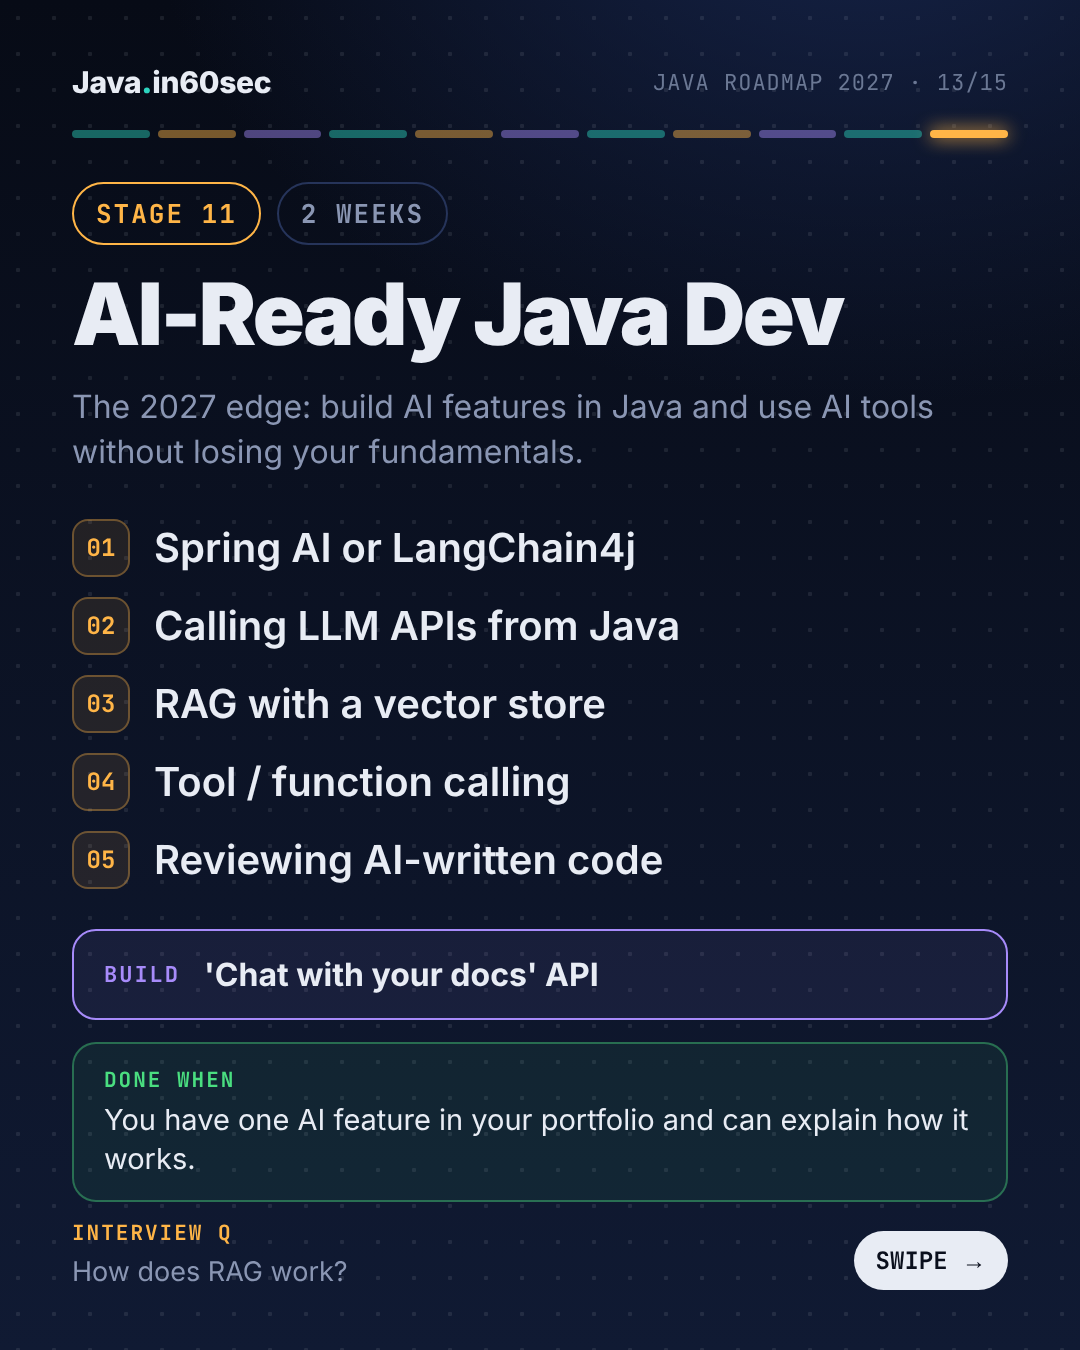 Java.in60sec
JAVA ROADMAP 2027 · 13/15
STAGE 11
2 WEEKS
AI-Ready Java Dev
The 2027 edge: build AI features in Java and use AI tools
without losing your fundamentals.
01 Spring AI or LangChain4j
02 Calling LLM APIs from Java
03 RAG with a vector store
04 Tool / function calling
05 Reviewing AI-written code
BUILD 'Chat with your docs' API
DONE WHEN
You have one AI feature in your portfolio and can explain how it
works.
INTERVIEW Q
How does RAG work?
SWIPE →